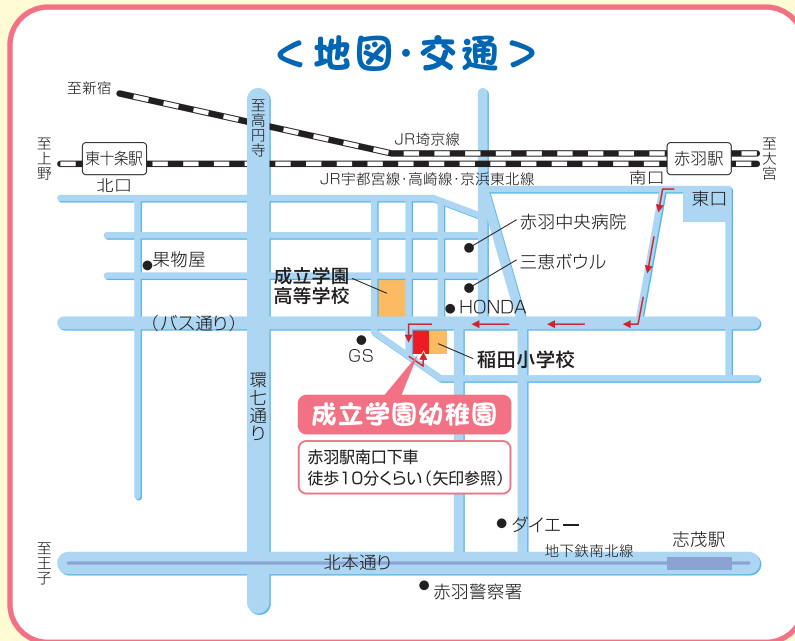 <地図・交通>
至新宿
至高円寺
JR埼京線
至上野
東十条駅
赤羽駅
至大宮
北口
JR宇都宮線・高崎線・京浜東北線
南口
東口
赤羽中央病院
果物屋
三恵ボウル
成立学園
高等学校
HONDA
(バス通り)
GS
稲田小学校
環七通り
成立学園幼稚園
赤羽駅南口下車
徒歩10分くらい(矢印参照)
ダイエー
志茂駅
地下鉄南北線
至王子
北本通り
赤羽警察署